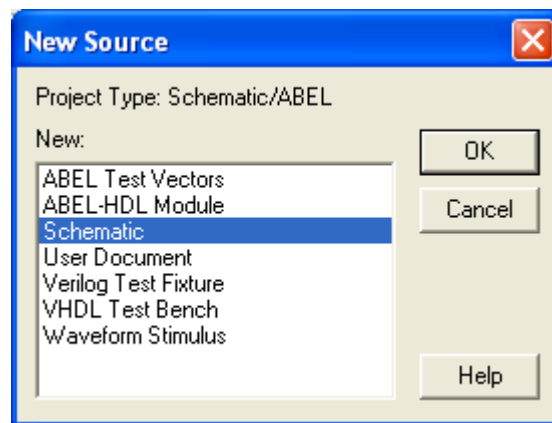 New Source
Project Type: Schematic/ABEL
New:
ABEL Test Vectors
ABEL-HDL Module
Schematic
User Document
Verilog Test Fixture
VHDL Test Bench
Waveform Stimulus
OK
Cancel
Help